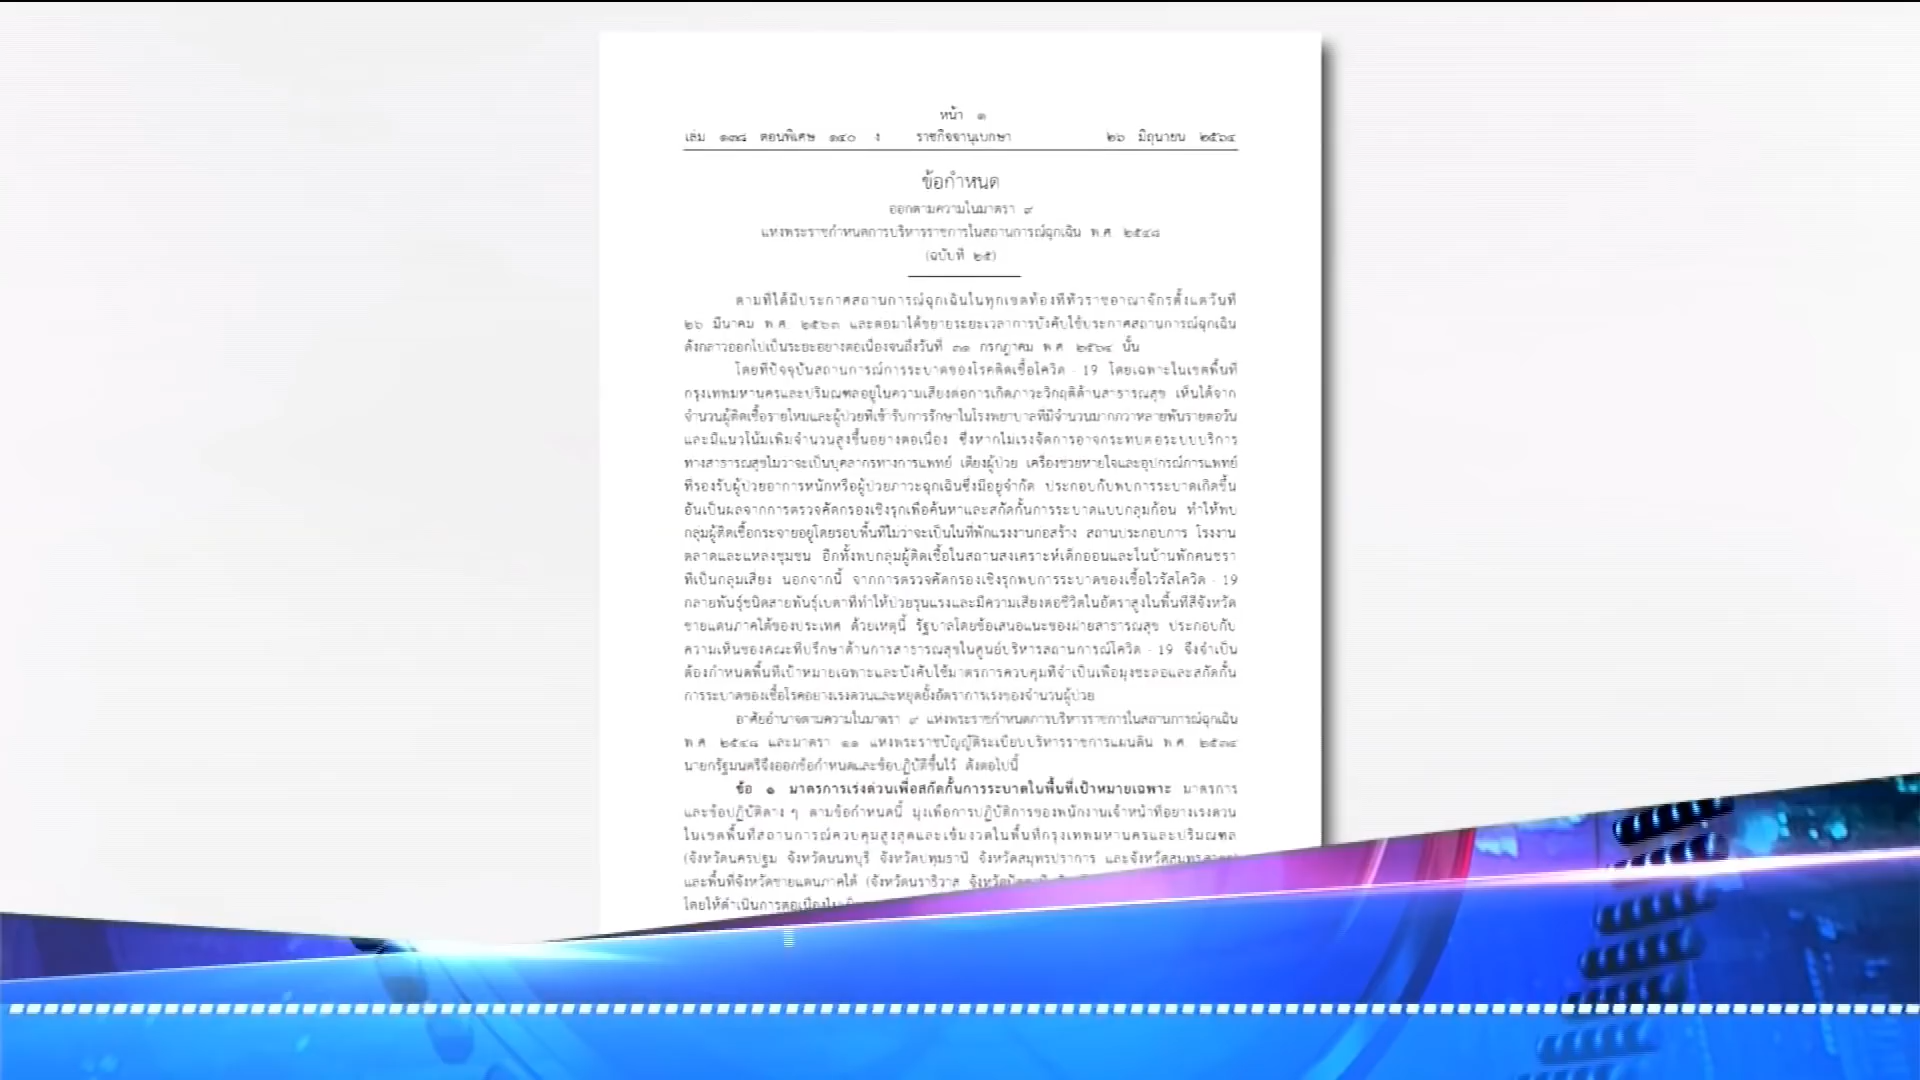 หน้า ๑
เล่ม ๑๓๘ ตอนพิเศษ ๑๔๐ ง ราชกิจจานุเบกษา ๒๖ มิถุนายน ๒๕๖๔
ข้อกำหนด
ออกตามความในมาตรา ๙
แห่งพระราชกำหนดการบริหารราชการในสถานการณ์ฉุกเฉิน พ.ศ. ๒๕๔๘
(ฉบับที่ ๒๕)
ตามที่ได้มีประกาศสถานการณ์ฉุกเฉินในทุกเขตท้องที่ทั่วราชอาณาจักรตั้งแต่วันที่
๒๖ มีนาคม พ.ศ. ๒๕๖๓ และต่อมาได้ขยายระยะเวลาการบังคับใช้ประกาศสถานการณ์ฉุกเฉิน
ดังกล่าวออกไปเป็นระยะอย่างต่อเนื่องจนถึงวันที่ ๓๑ กรกฎาคม พ.ศ. ๒๕๖๔ นั้น
โดยที่ปัจจุบันสถานการณ์การระบาดของโรคติดเชื้อโควิด - 19 โดยเฉพาะในเขตพื้นที่
กรุงเทพมหานครและปริมณฑลอยู่ในความเสี่ยงต่อการเกิดภาวะวิกฤติด้านสาธารณสุข เห็นได้จาก
จำนวนผู้ติดเชื้อรายใหม่และผู้ป่วยที่เข้ารับการรักษาในโรงพยาบาลที่มีจำนวนมากกว่าหลายพันรายต่อวัน
และมีแนวโน้มเพิ่มจำนวนสูงขึ้นอย่างต่อเนื่อง ซึ่งหากไม่เร่งจัดการอาจกระทบต่อระบบบริการ
ทางสาธารณสุขไม่ว่าจะเป็นบุคลากรทางการแพทย์ เตียงผู้ป่วย เครื่องช่วยหายใจและอุปกรณ์การแพทย์
ที่รองรับผู้ป่วยอาการหนักหรือผู้ป่วยภาวะฉุกเฉินซึ่งมีอยู่จำกัด ประกอบกับพบการระบาดเกิดขึ้น
อันเป็นผลจากการตรวจคัดกรองเชิงรุกเพื่อค้นหาและสกัดกั้นการระบาดแบบกลุ่มก้อน ทำให้พบ
กลุ่มผู้ติดเชื้อกระจายอยู่โดยรอบพื้นที่ไม่ว่าจะเป็นในที่พักแรงงานก่อสร้าง สถานประกอบการ โรงงาน
ตลาดและแหล่งชุมชน อีกทั้งพบกลุ่มผู้ติดเชื้อในสถานสงเคราะห์เด็กอ่อนและในบ้านพักคนชรา
ที่เป็นกลุ่มเสี่ยง นอกจากนี้ จากการตรวจคัดกรองเชิงรุกพบการระบาดของเชื้อไวรัสโควิด - 19
กลายพันธุ์ชนิดสายพันธุ์เบตาที่ทำให้ป่วยรุนแรงและมีความเสี่ยงต่อชีวิตในอัตราสูงในพื้นที่สี่จังหวัด
ชายแดนภาคใต้ของประเทศ ด้วยเหตุนี้ รัฐบาลโดยข้อเสนอแนะของฝ่ายสาธารณสุข ประกอบกับ
ความเห็นของคณะที่ปรึกษาด้านการสาธารณสุขในศูนย์บริหารสถานการณ์โควิด - 19 จึงจำเป็น
ต้องกำหนดพื้นที่เป้าหมายเฉพาะและบังคับใช้มาตรการควบคุมที่จำเป็นเพื่อมุ่งชะลอและสกัดกั้น
การระบาดของเชื้อโรคอย่างเร่งด่วนและหยุดยั้งอัตราการเร่งของจำนวนผู้ป่วย
อาศัยอำนาจตามความในมาตรา ๙ แห่งพระราชกำหนดการบริหารราชการในสถานการณ์ฉุกเฉิน
พ.ศ. ๒๕๔๘ และมาตรา ๑๑ แห่งพระราชบัญญัติระเบียบบริหารราชการแผ่นดิน พ.ศ. ๒๕๓๔
นายกรัฐมนตรีจึงออกข้อกำหนดและข้อปฏิบัติขึ้นไว้ ดังต่อไปนี้
ข้อ ๑ มาตรการเร่งด่วนเพื่อสกัดกั้นการระบาดในพื้นที่เป้าหมายเฉพาะ มาตรการ
และข้อปฏิบัติต่าง ๆ ตามข้อกำหนดนี้ มุ่งเพื่อการปฏิบัติการของพนักงานเจ้าหน้าที่อย่างเร่งด่วน
ในเขตพื้นที่สถานการณ์ควบคุมสูงสุดและเข้มงวดในพื้นที่กรุงเทพมหานครและปริมณฑล
(จังหวัดนครปฐม จังหวัดนนทบุรี จังหวัดปทุมธานี จังหวัดสมุทรปราการ และจังหวัดสมุทรสาคร)
และพื้นที่จังหวัดชายแดนภาคใต้ (จังหวัดนราธิวาส
โดยให้ดำเนินการต่อเนื่อง